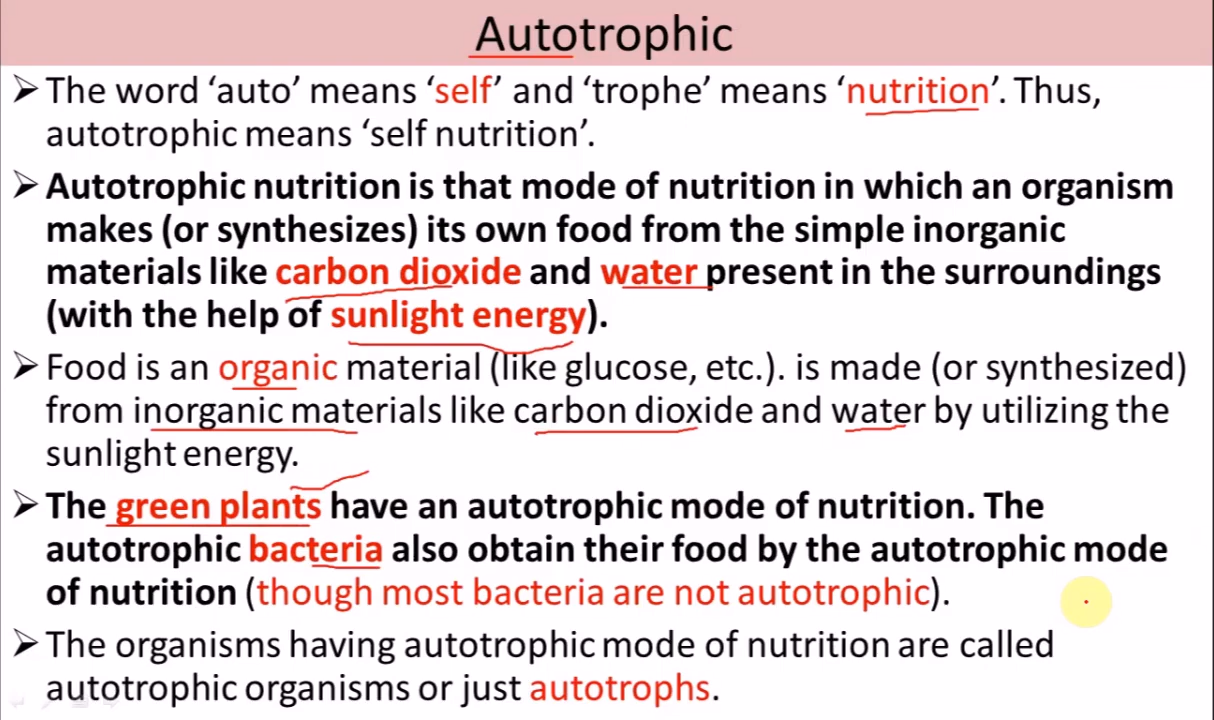 Autotrophic
➢ The word ‘auto’ means ‘self’ and ‘trophe’ means ‘nutrition’. Thus,
autotrophic means ‘self nutrition’.
➢ Autotrophic nutrition is that mode of nutrition in which an organism
makes (or synthesizes) its own food from the simple inorganic
materials like carbon dioxide and water present in the surroundings
(with the help of sunlight energy).
➢ Food is an organic material (like glucose, etc.). is made (or synthesized)
from inorganic materials like carbon dioxide and water by utilizing the
sunlight energy.
➢ The green plants have an autotrophic mode of nutrition. The
autotrophic bacteria also obtain their food by the autotrophic mode
of nutrition (though most bacteria are not autotrophic).
➢ The organisms having autotrophic mode of nutrition are called
autotrophic organisms or just autotrophs.